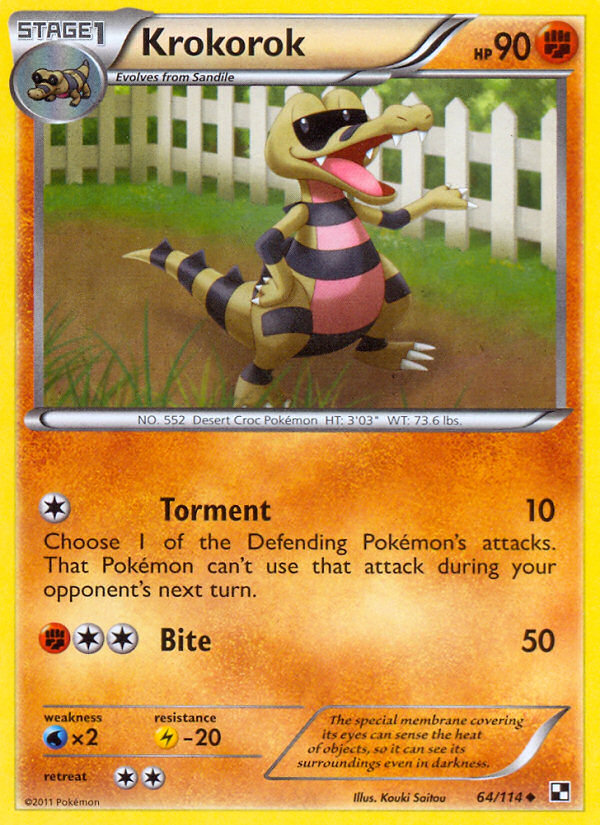 STAGE1
Krokorok
HP 90
Evolves from Sandile
NO. 552 Desert Croc Pokémon HT: 3'03" WT: 73.6 lbs.
Torment 10
Choose 1 of the Defending Pokémon's attacks.
That Pokémon can't use that attack during your
opponent's next turn.
Bite 50
weakness
×2
resistance
-20
retreat
The special membrane covering
its eyes can sense the heat
of objects, so it can see its
surroundings even in darkness.
©2011 Pokémon
Illus. Kouki Saitou
64/114